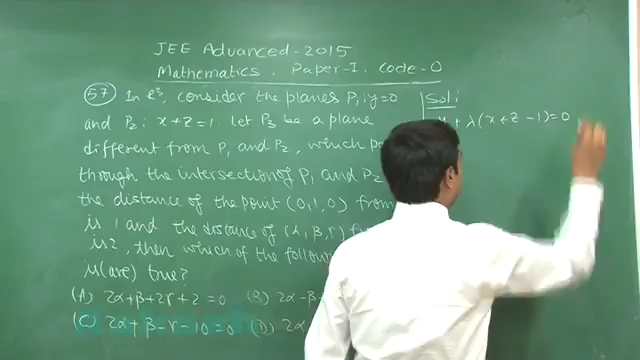 JEE Advanced-2015
Mathematics. Paper-I. Code-0
57 In R³, consider the planes P₁: y=0
and P₂: x+z=1. Let P₃ be a plane
different from P₁ and P₂, which
through the intersection of P₁ and P₂
the distance of the point (0,1,0) from
is 1 and the distance of (α, β, γ)
is 2, then which of the following
is(are) true?
(A) 2α+β+2γ+2=0 (B) 2α-β
(C) 2α+β-γ-10=0 (D) 2α
Sol:
+ λ(x+z-1)=0